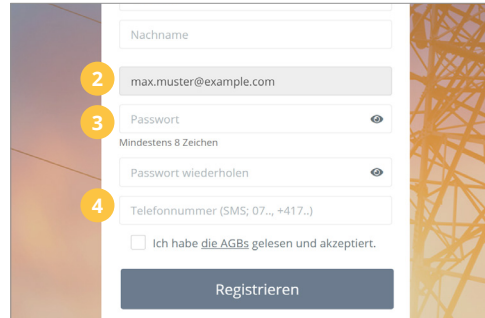 Nachname
2
max.muster@example.com
3
Passwort
Mindestens 8 Zeichen
Passwort wiederholen
4
Telefonnummer (SMS; 07.., +417..)
Ich habe die AGBs gelesen und akzeptiert.
Registrieren